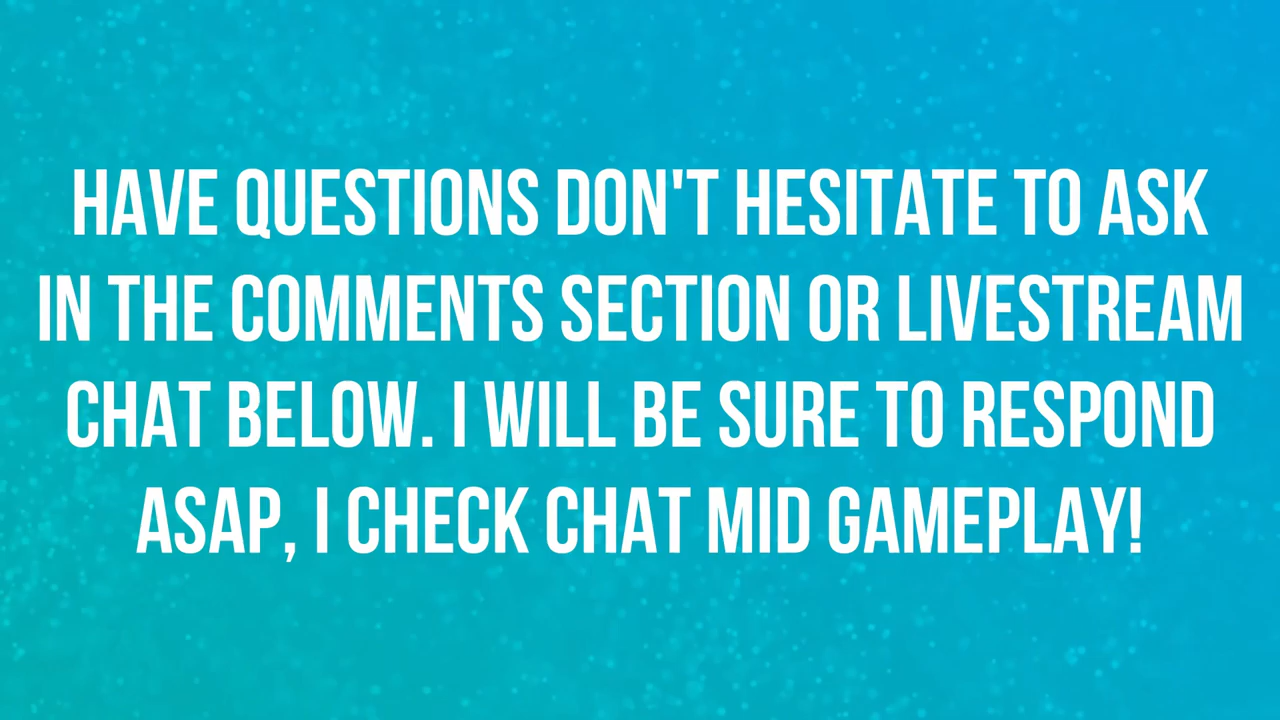 HAVE QUESTIONS DON'T HESITATE TO ASK
IN THE COMMENTS SECTION OR LIVESTREAM
CHAT BELOW. I WILL BE SURE TO RESPOND
ASAP, I CHECK CHAT MID GAMEPLAY!